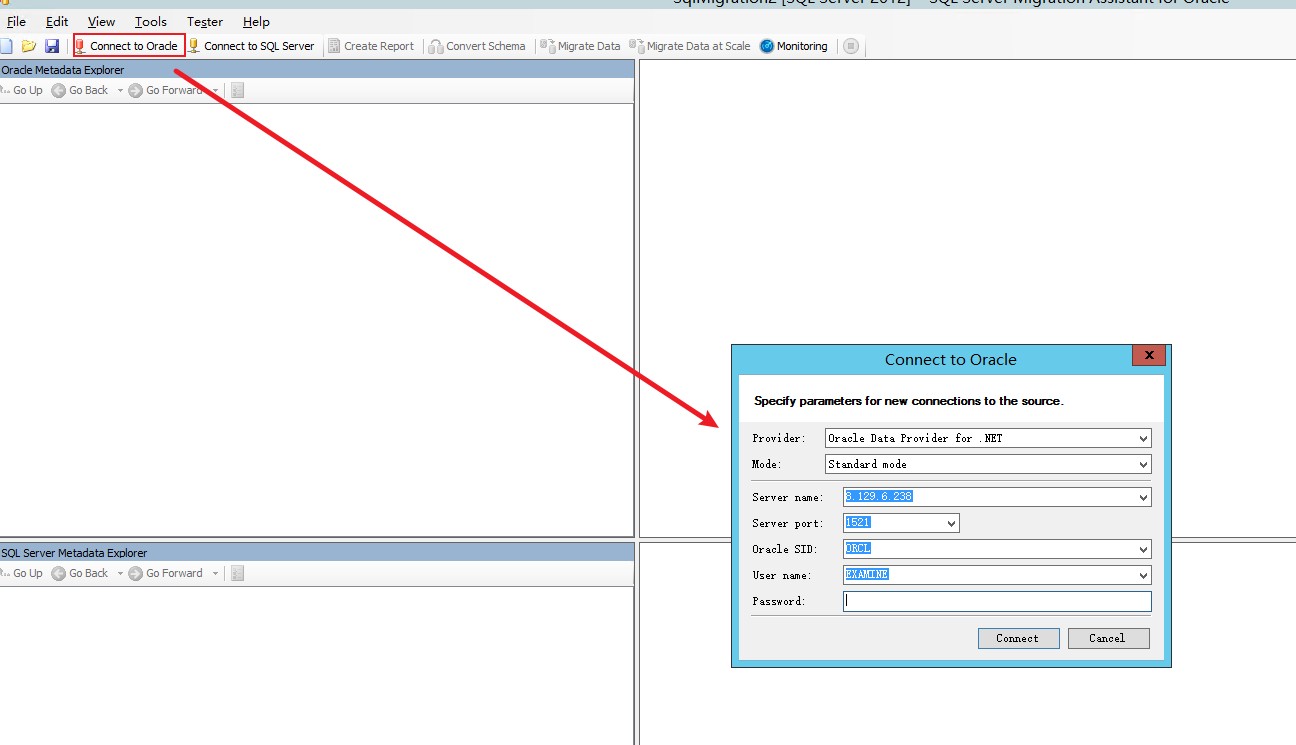 SqlMigration2 [SQL Server 2012] - SQL Server Migration Assistant for Oracle
File Edit View Tools Tester Help
Connect to Oracle Connect to SQL Server Create Report Convert Schema Migrate Data Migrate Data at Scale Monitoring
Oracle Metadata Explorer
Go Up Go Back Go Forward
Connect to Oracle
Specify parameters for new connections to the source.
Provider: Oracle Data Provider for .NET
Mode: Standard mode
Server name: 8.129.6.238
Server port: 1521
Oracle SID: ORCL
User name: EXAMINE
Password:
Connect Cancel
SQL Server Metadata Explorer
Go Up Go Back Go Forward